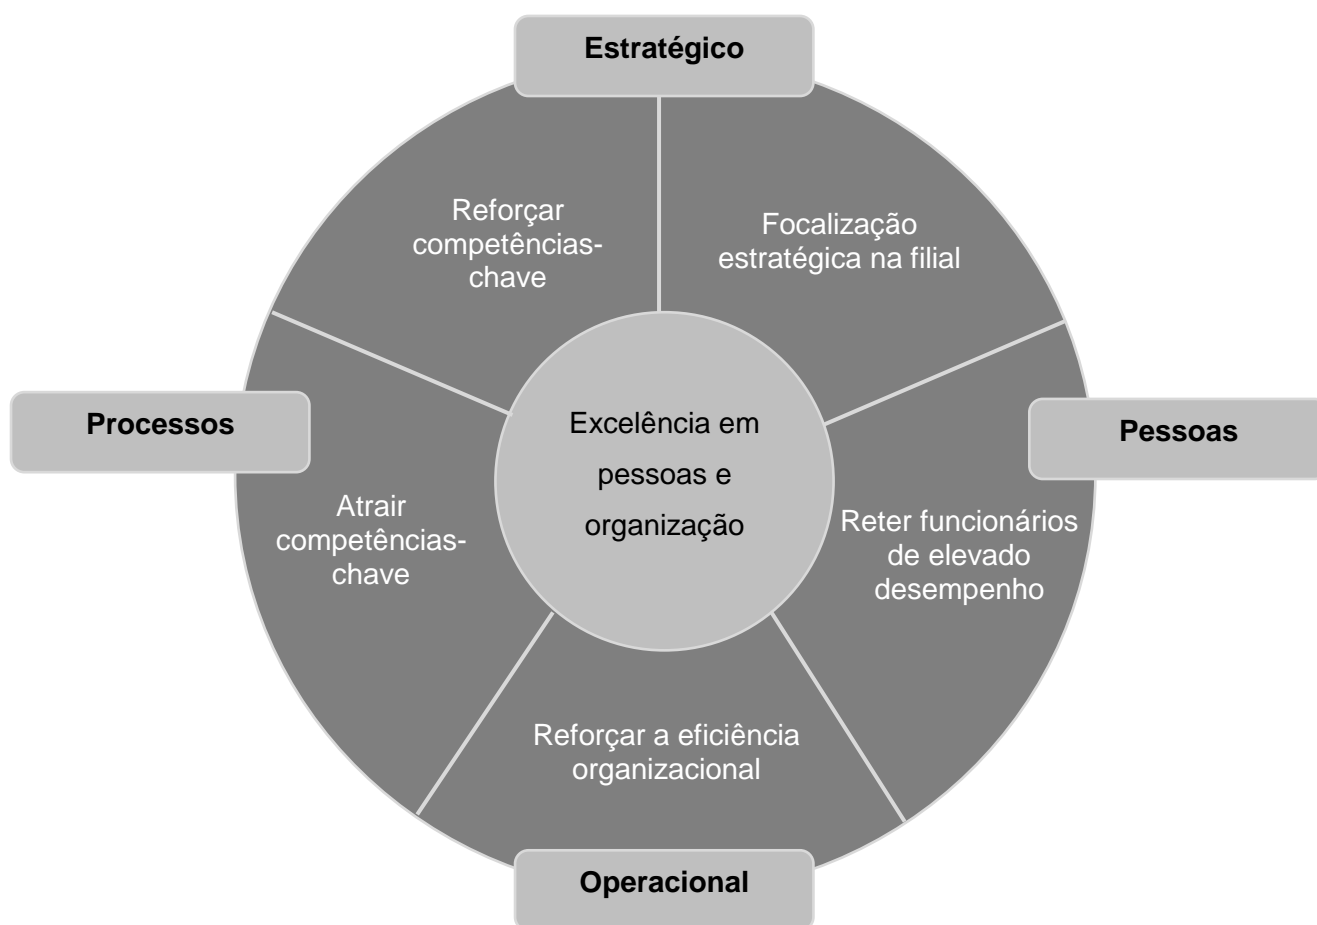 Estratégico
Reforçar
competências-
chave
Focalização
estratégica na filial
Processos
Excelência em
pessoas e
organização
Pessoas
Atrair
competências-
chave
Reter funcionários
de elevado
desempenho
Reforçar a eficiência
organizacional
Operacional